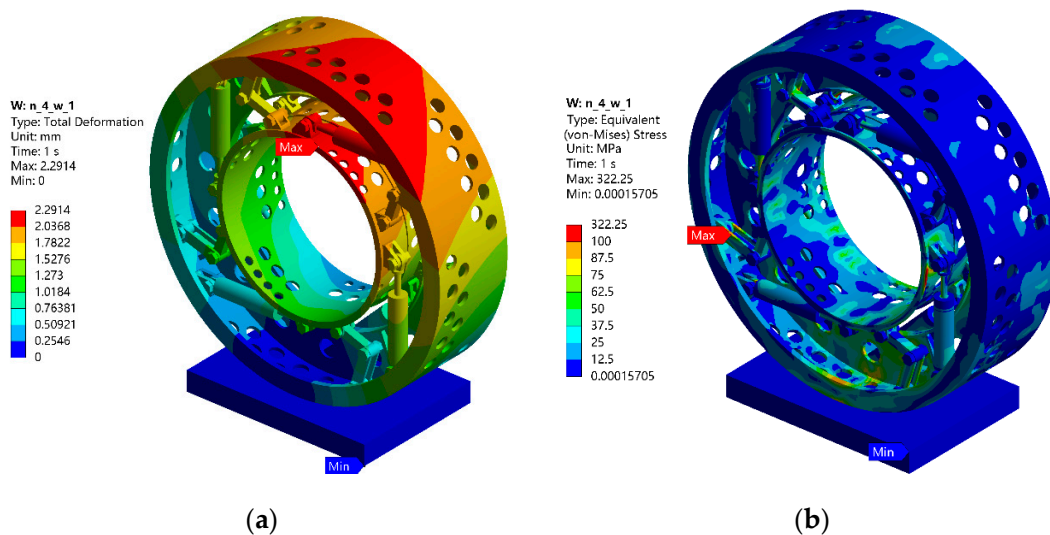 W: n_4_w_1
Type: Total Deformation
Unit: mm
Time: 1 s
Max: 2.2914
Min: 0
2.2914
2.0368
1.7822
1.5276
1.273
1.0184
0.76381
0.50921
0.2546
0
Max
Min
(a)
W: n_4_w_1
Type: Equivalent
(von-Mises) Stress
Unit: MPa
Time: 1 s
Max: 322.25
Min: 0.00015705
322.25
100
87.5
75
62.5
50
37.5
25
12.5
0.00015705
Max
Min
(b)